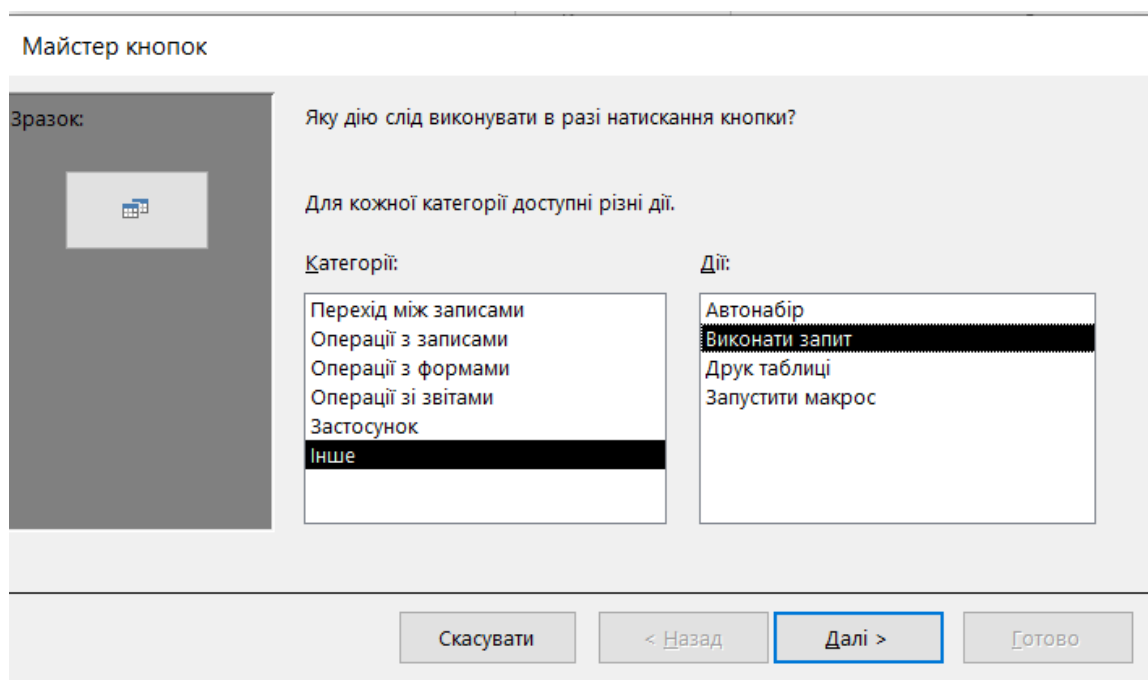 Майстер кнопок
Зразок:
Яку дію слід виконувати в разі натискання кнопки?
Для кожної категорії доступні різні дії.
Категорії:
Перехід між записами
Операції з записами
Операції з формами
Операції зі звітами
Застосунок
Інше
Дії:
Автонабір
Виконати запит
Друк таблиці
Запустити макрос
Скасувати
< Назад
Далі >
Готово